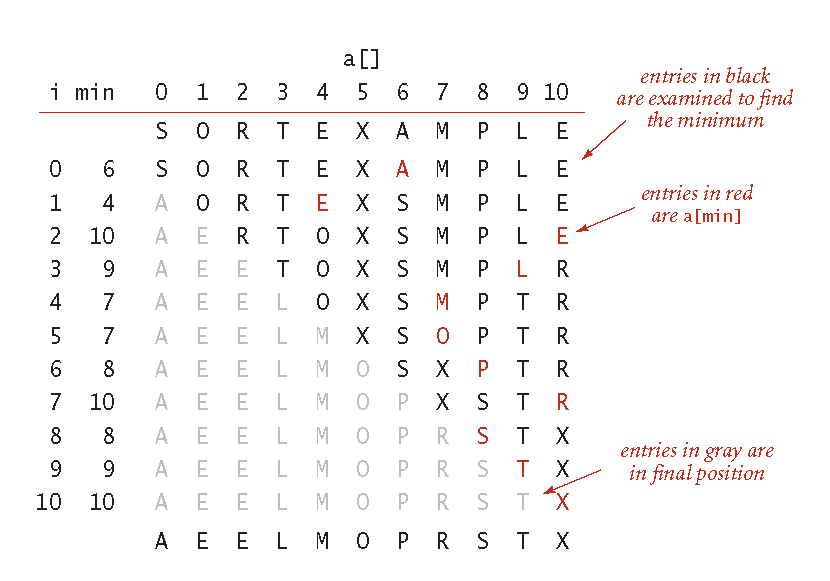 a[]
i min 0 1 2 3 4 5 6 7 8 9 10
S O R T E X A M P L E
0 6 S O R T E X A M P L E
1 4 A O R T E X S M P L E
2 10 A E R T O X S M P L E
3 9 A E E T O X S M P L R
4 7 A E E L O X S M P T R
5 7 A E E L M X S O P T R
6 8 A E E L M O S X P T R
7 10 A E E L M O P X S T R
8 8 A E E L M O P R S T X
9 9 A E E L M O P R S T X
10 10 A E E L M O P R S T X
A E E L M O P R S T X
entries in black
are examined to find
the minimum
entries in red
are a[min]
entries in gray are
in final position